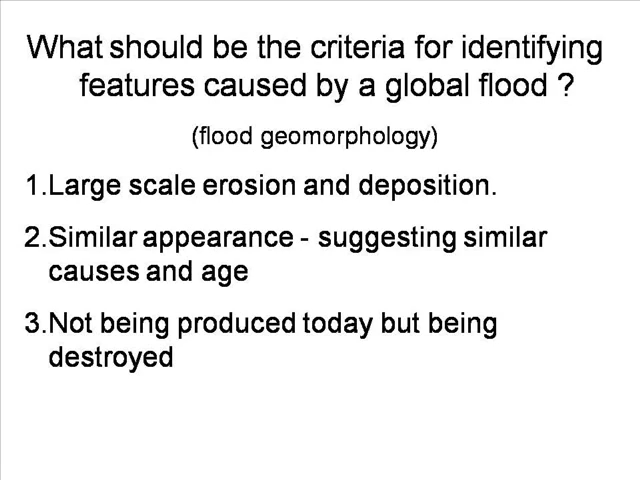 What should be the criteria for identifying
features caused by a global flood ?
(flood geomorphology)
1.Large scale erosion and deposition.
2.Similar appearance - suggesting similar
causes and age
3.Not being produced today but being
destroyed